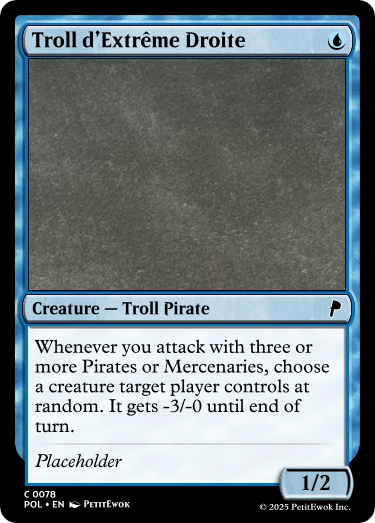 Troll d'Extrême Droite
Creature — Troll Pirate
Whenever you attack with three or
more Pirates or Mercenaries, choose
a creature target player controls at
random. It gets -3/-0 until end of
turn.
Placeholder
1/2
C 0078
POL • EN PetitEwok
© 2025 PetitEwok Inc.